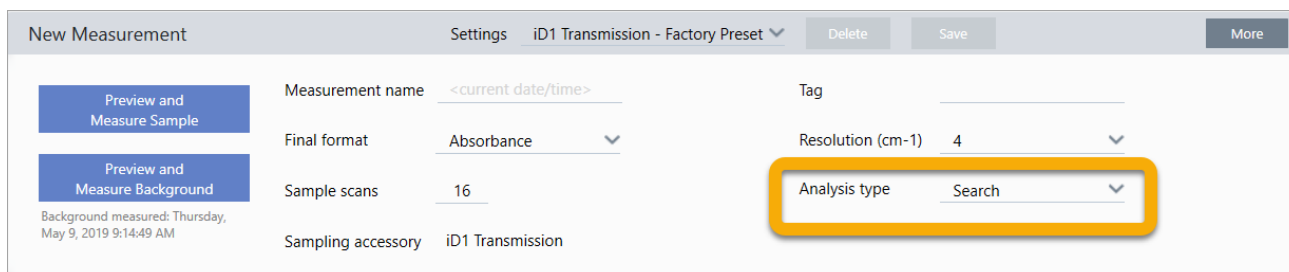 New Measurement
Settings iD1 Transmission - Factory Preset Delete Save More
Preview and
Measure Sample
Measurement name <current date/time> Tag
Final format Absorbance Resolution (cm-1) 4
Preview and
Measure Background
Sample scans 16 Analysis type Search
Background measured: Thursday,
May 9, 2019 9:14:49 AM
Sampling accessory iD1 Transmission